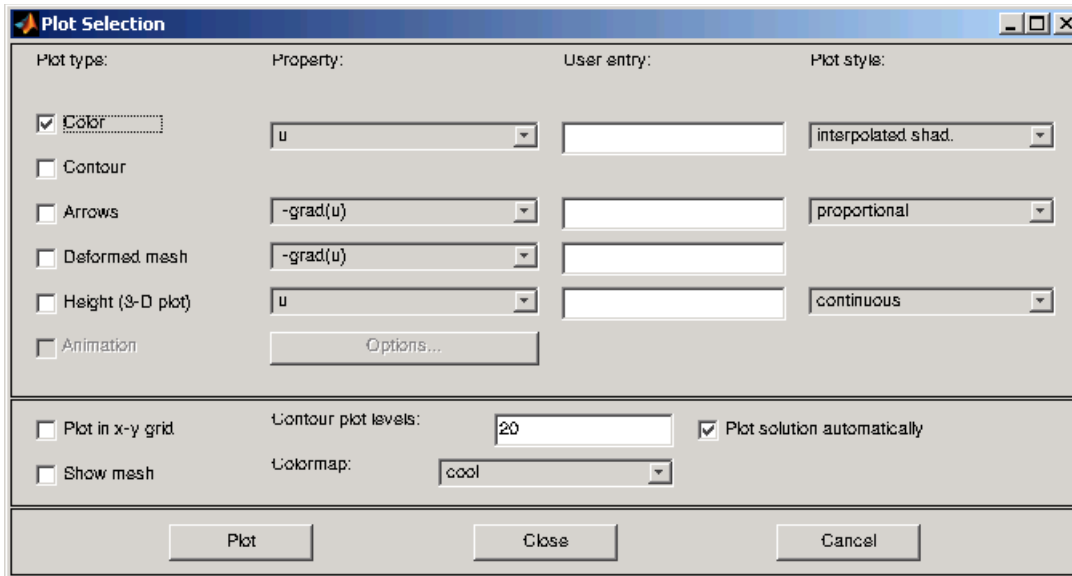 Plot Selection
Plot type: Property: User entry: Plot style:
Color u interpolated shad.
Contour
Arrows -grad(u) proportional
Deformed mesh -grad(u)
Height (3-D plot) u continuous
Animation Options...
Plot in x-y grid Contour plot levels: 20 Plot solution automatically
Show mesh Colormap: cool
Plot Close Cancel